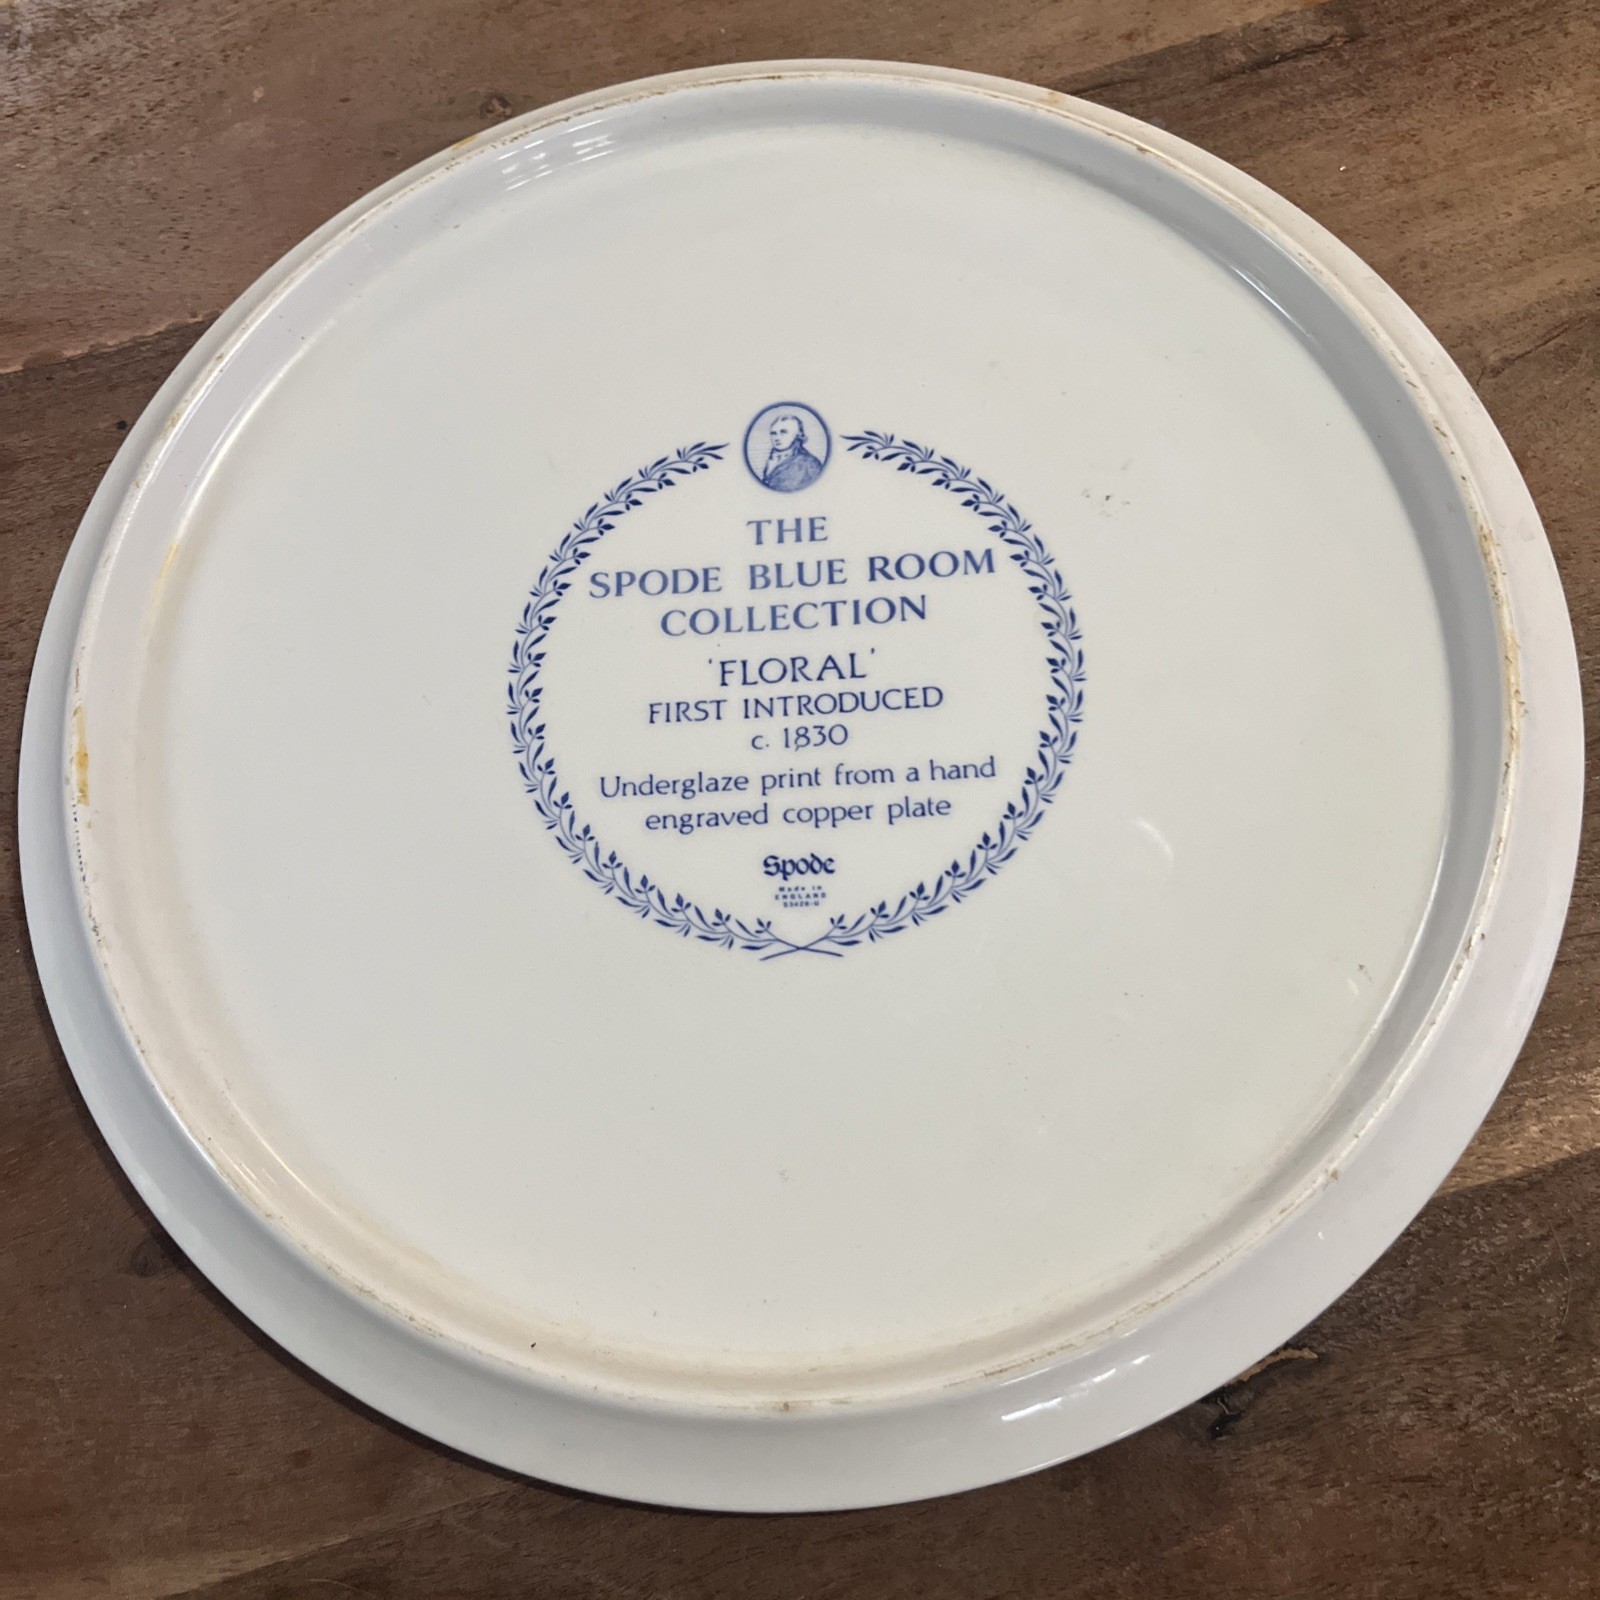 THE
SPODE BLUE ROOM
COLLECTION
'FLORAL'
FIRST INTRODUCED
c. 1830
Underglaze print from a hand
engraved copper plate
Spode
Made in
ENGLAND